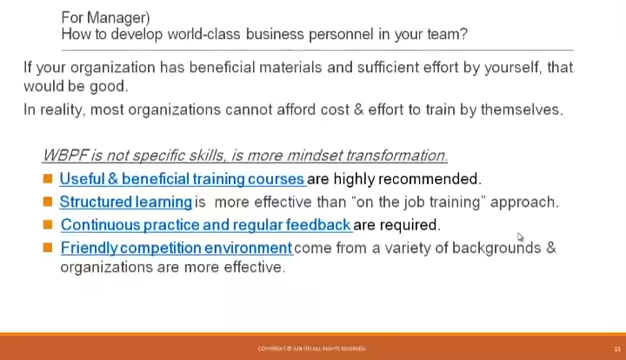 For Manager)
How to develop world-class business personnel in your team?
If your organization has beneficial materials and sufficient effort by yourself, that
would be good.
In reality, most organizations cannot afford cost & effort to train by themselves.
WBPF is not specific skills, is more mindset transformation.
Useful & beneficial training courses are highly recommended.
Structured learning is more effective than “on the job training” approach.
Continuous practice and regular feedback are required.
Friendly competition environment come from a variety of backgrounds &
organizations are more effective.
ALL RIGHTS RESERVED.